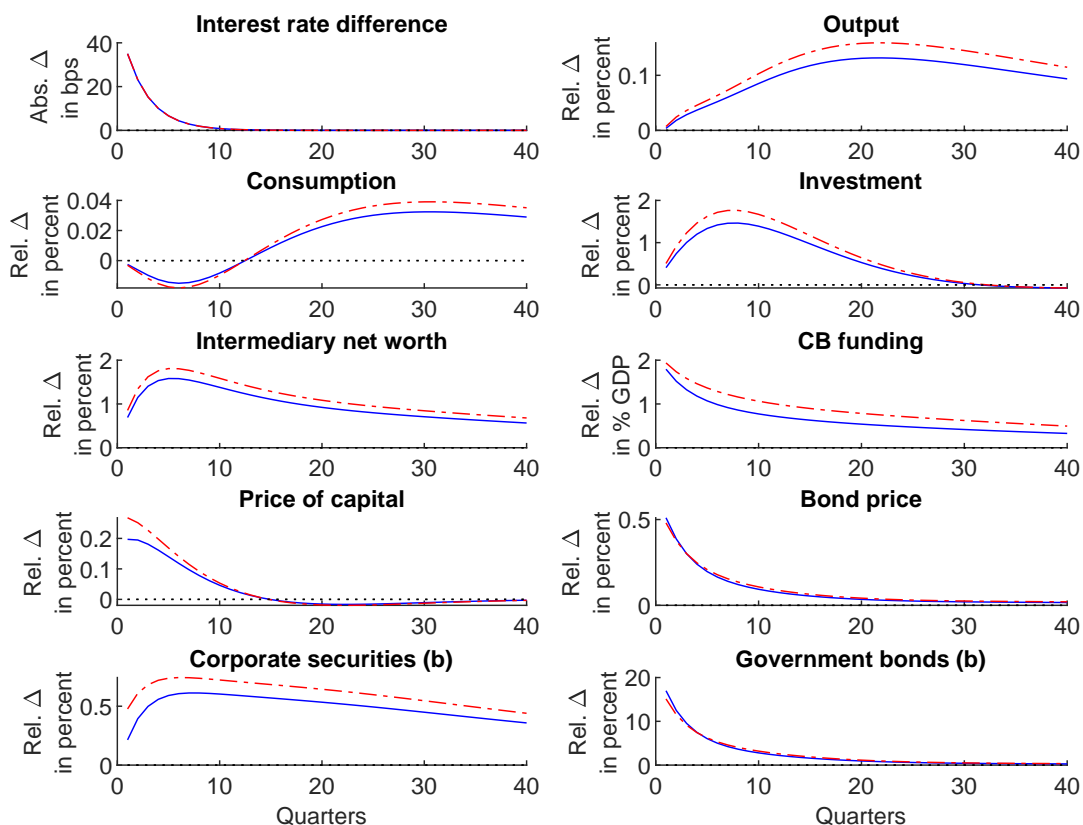 Interest rate difference
Abs. Δ
in bps
40
20
0
0 10 20 30 40
Output
Rel. Δ
in percent
0.1
0
0 10 20 30 40
Consumption
Rel. Δ
in percent
0.04
0.02
0
0 10 20 30 40
Investment
Rel. Δ
in percent
2
1
0
0 10 20 30 40
Intermediary net worth
Rel. Δ
in percent
2
1
0
0 10 20 30 40
CB funding
Rel. Δ
in % GDP
2
1
0
0 10 20 30 40
Price of capital
Rel. Δ
in percent
0.2
0.1
0
0 10 20 30 40
Bond price
Rel. Δ
in percent
0.5
0
0 10 20 30 40
Corporate securities (b)
Rel. Δ
in percent
0.5
0
0 10 20 30 40
Quarters
Government bonds (b)
Rel. Δ
in percent
20
10
0
0 10 20 30 40
Quarters